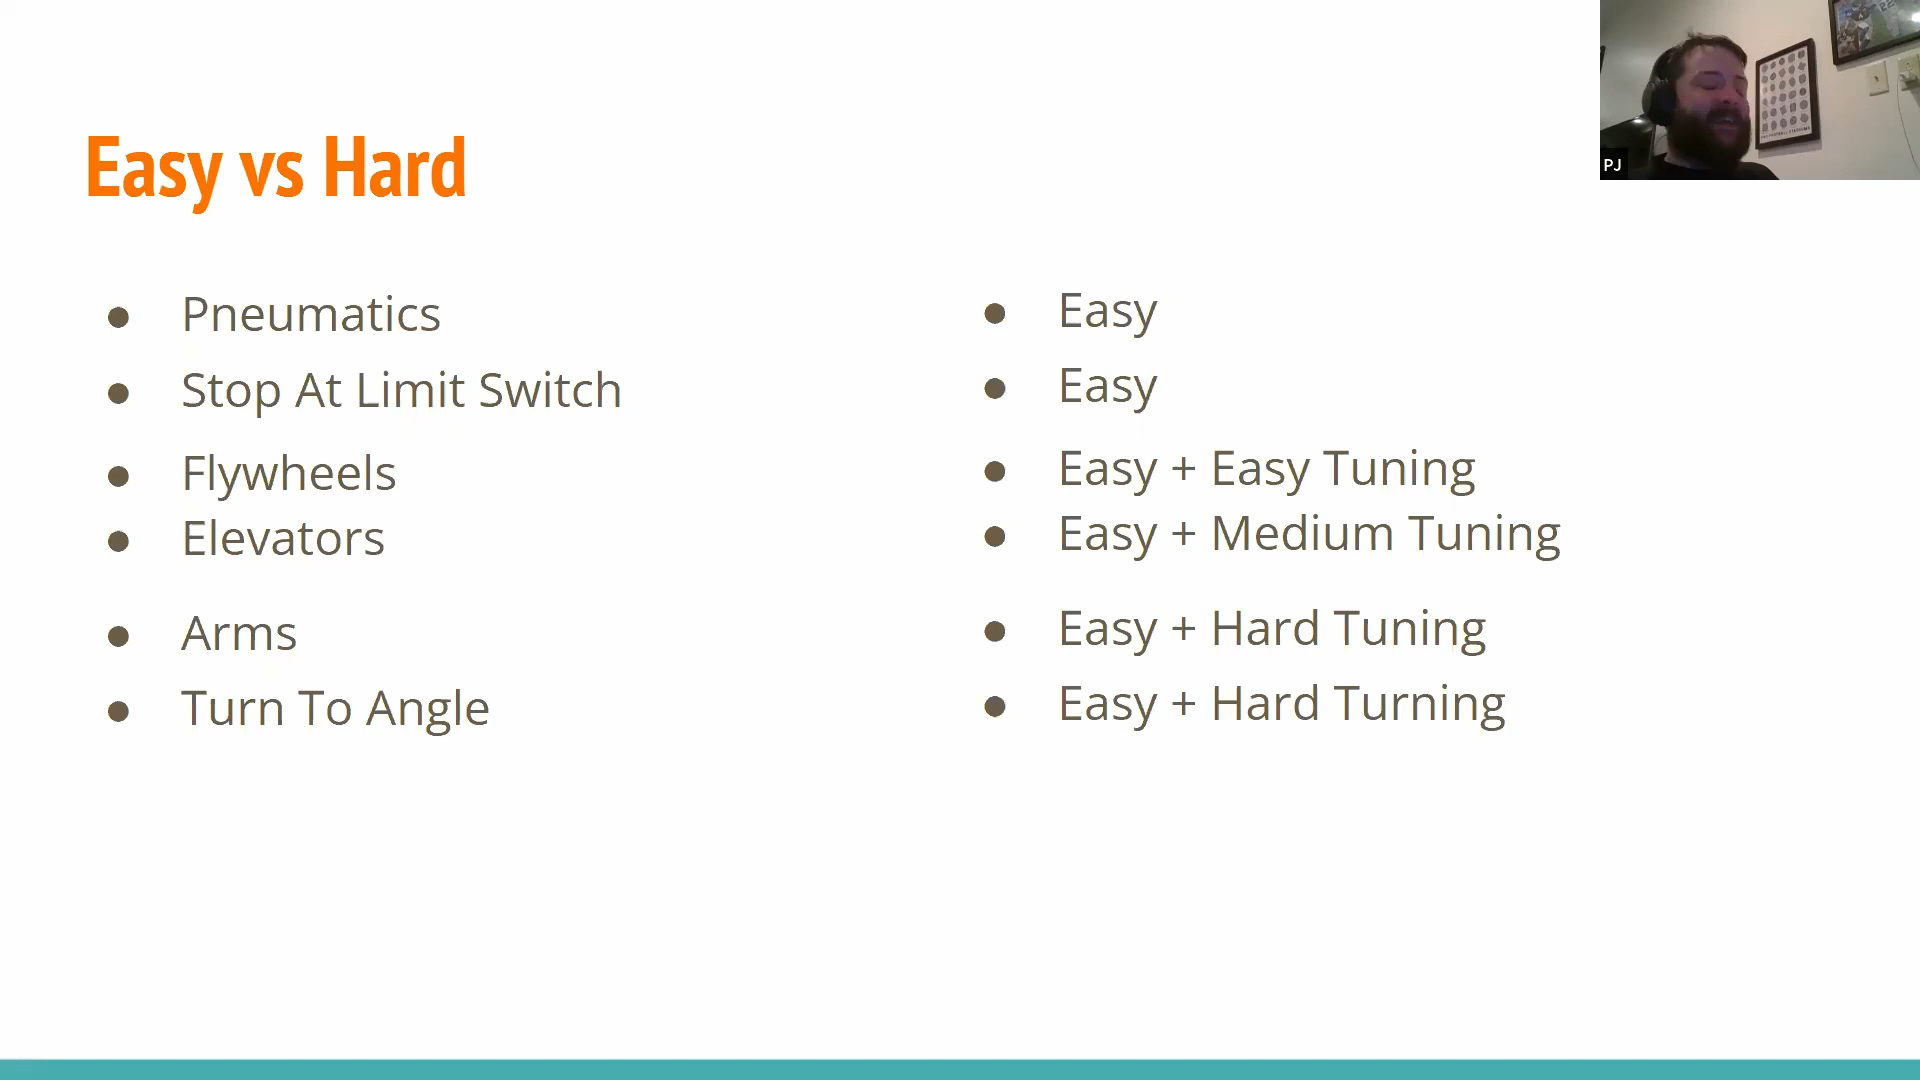 Easy vs Hard
Pneumatics
Stop At Limit Switch
Flywheels
Elevators
Arms
Turn To Angle
Easy
Easy
Easy + Easy Tuning
Easy + Medium Tuning
Easy + Hard Tuning
Easy + Hard Turning
PJ